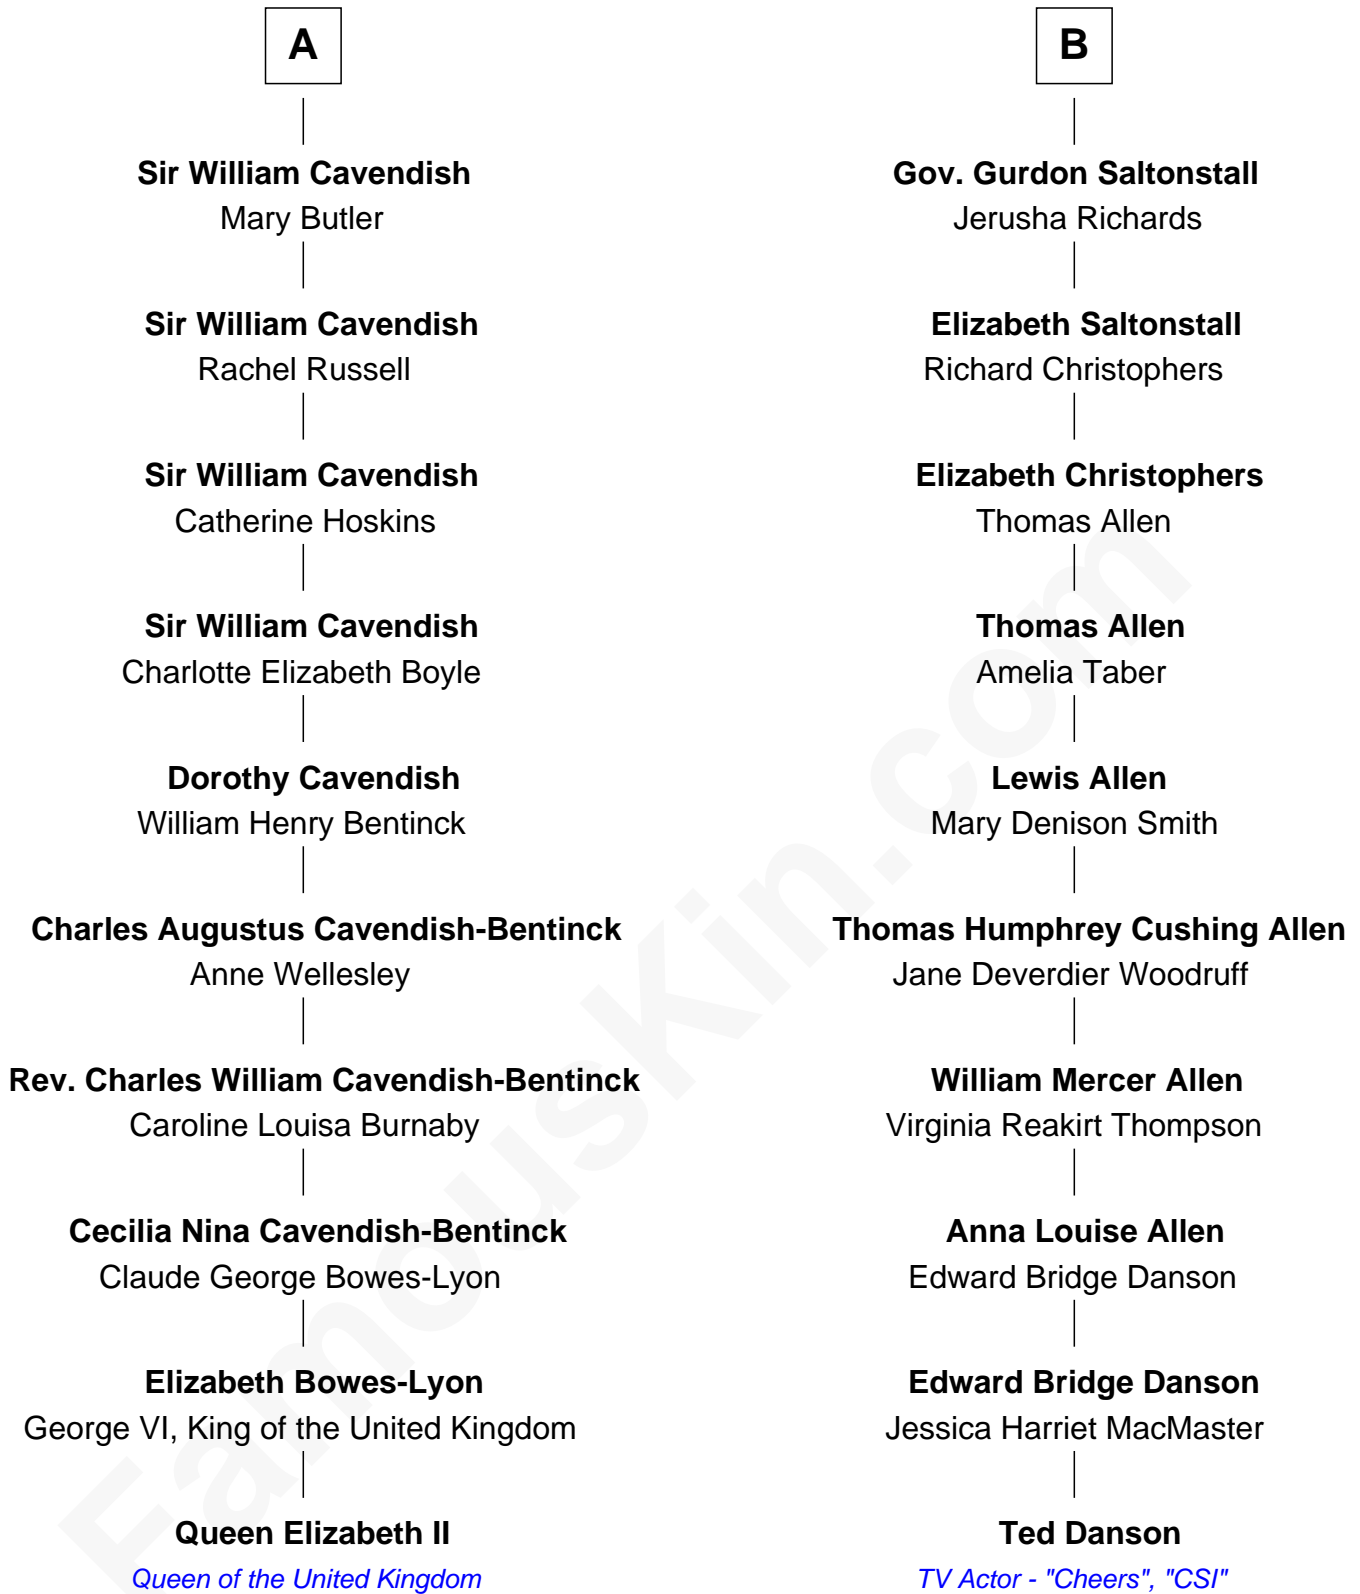 A
Sir William Cavendish
Mary Butler
Sir William Cavendish
Rachel Russell
Sir William Cavendish
Catherine Hoskins
Sir William Cavendish
Charlotte Elizabeth Boyle
Dorothy Cavendish
William Henry Bentinck
Charles Augustus Cavendish-Bentinck
Anne Wellesley
Rev. Charles William Cavendish-Bentinck
Caroline Louisa Burnaby
Cecilia Nina Cavendish-Bentinck
Claude George Bowes-Lyon
Elizabeth Bowes-Lyon
George VI, King of the United Kingdom
Queen Elizabeth II
Queen of the United Kingdom
B
Gov. Gurdon Saltonstall
Jerusha Richards
Elizabeth Saltonstall
Richard Christophers
Elizabeth Christophers
Thomas Allen
Thomas Allen
Amelia Taber
Lewis Allen
Mary Denison Smith
Thomas Humphrey Cushing Allen
Jane Deverdier Woodruff
William Mercer Allen
Virginia Reakirt Thompson
Anna Louise Allen
Edward Bridge Danson
Edward Bridge Danson
Jessica Harriet MacMaster
Ted Danson
TV Actor - "Cheers", "CSI"
FamousKin.com